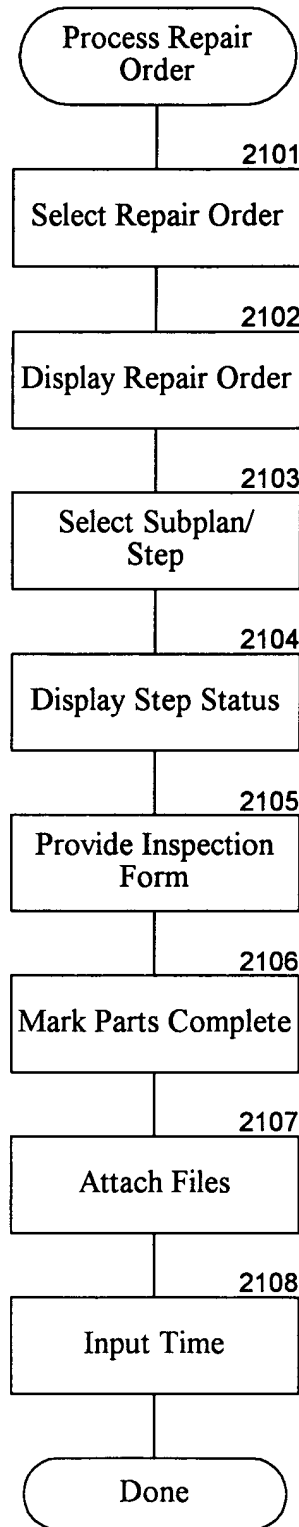 Process Repair
Order
2101
Select Repair Order
2102
Display Repair Order
2103
Select Subplan/
Step
2104
Display Step Status
2105
Provide Inspection
Form
2106
Mark Parts Complete
2107
Attach Files
2108
Input Time
Done